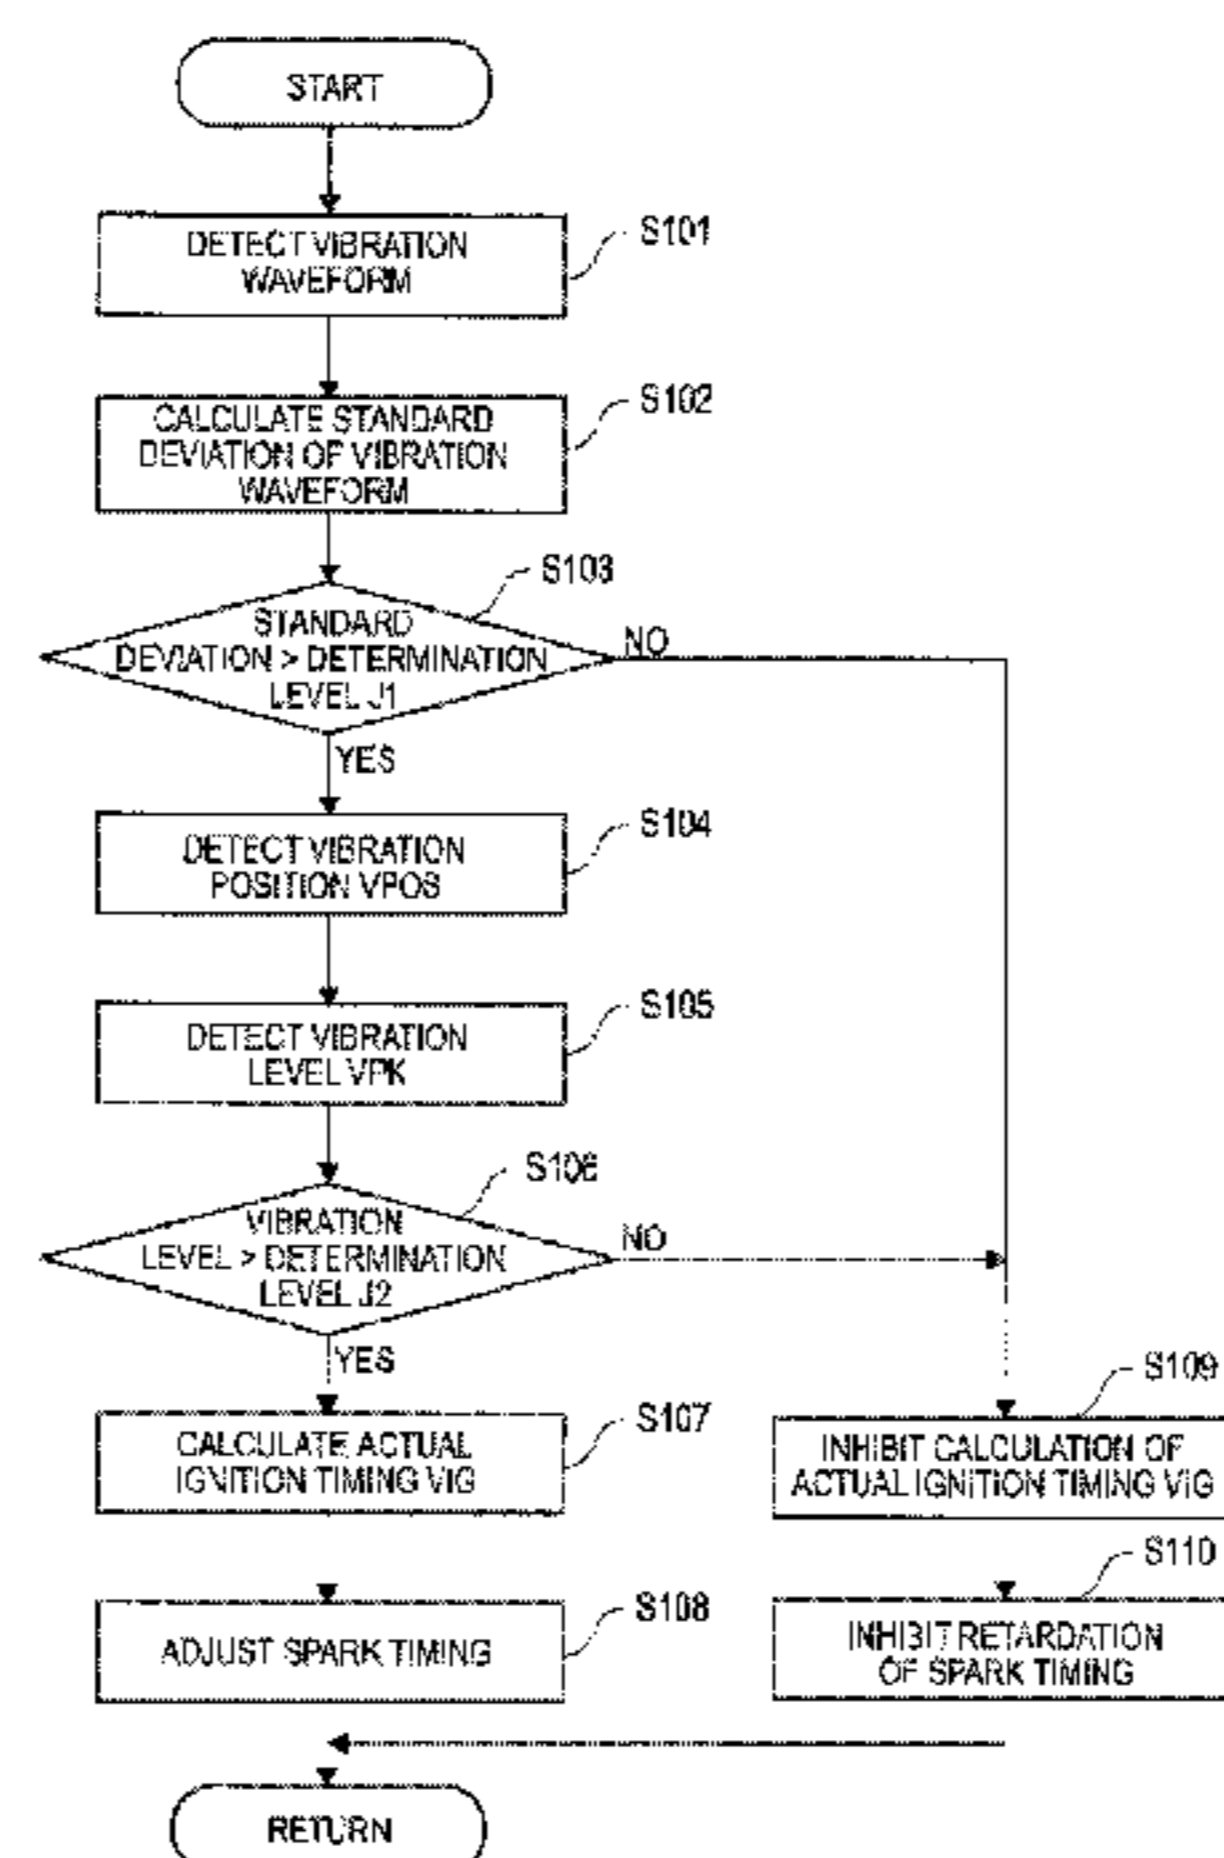 START
DETECT VIBRATION
WAVEFORM
S101
CALCULATE STANDARD
DEVIATION OF VIBRATION
WAVEFORM
S102
STANDARD
DEVIATION > DETERMINATION
LEVEL J1
S103
NO
YES
DETECT VIBRATION
POSITION VPOS
S104
DETECT VIBRATION
LEVEL VPK
S105
VIBRATION
LEVEL > DETERMINATION
LEVEL J2
S106
NO
YES
CALCULATE ACTUAL
IGNITION TIMING VIG
S107
INHIBIT CALCULATION OF
ACTUAL IGNITION TIMING VIG
S109
ADJUST SPARK TIMING
S108
INHIBIT RETARDATION
OF SPARK TIMING
S110
RETURN